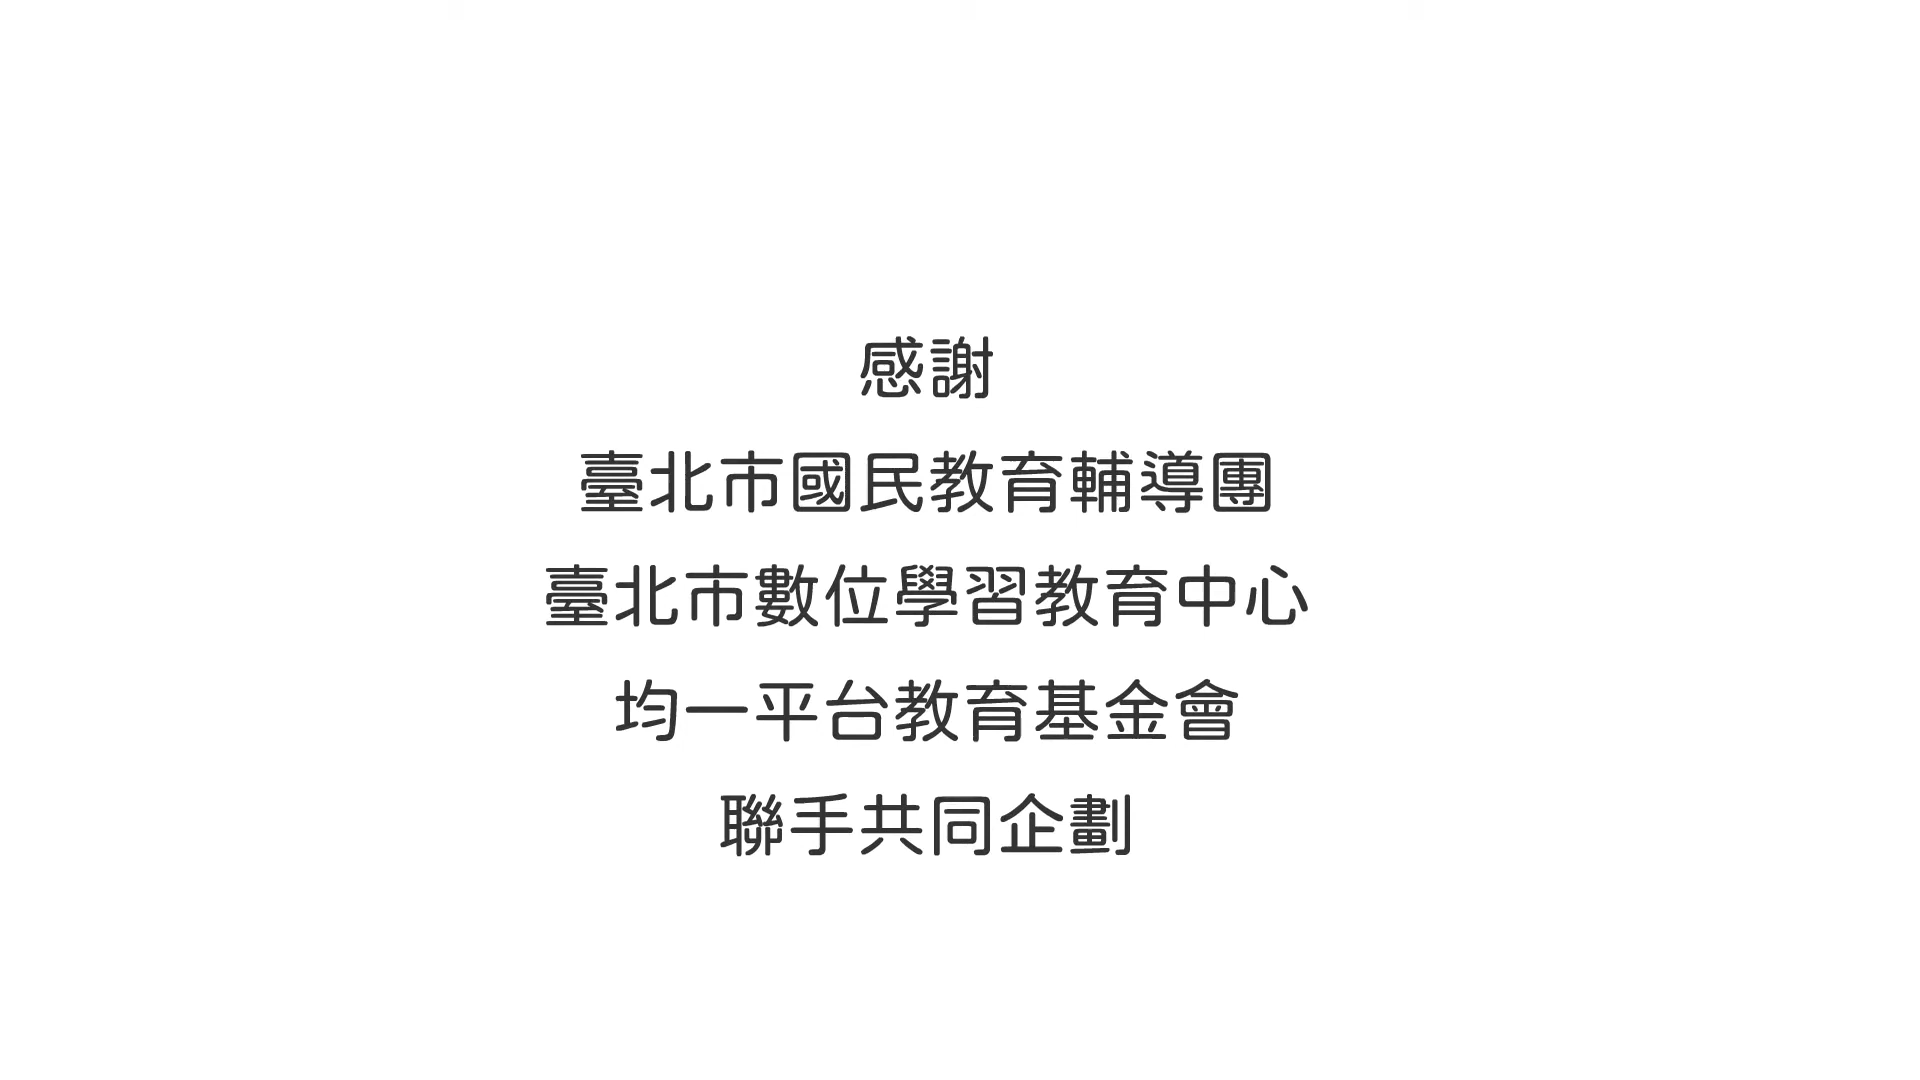 感謝
臺北市國民教育輔導團
臺北市數位學習教育中心
均一平台教育基金會
聯手共同企劃